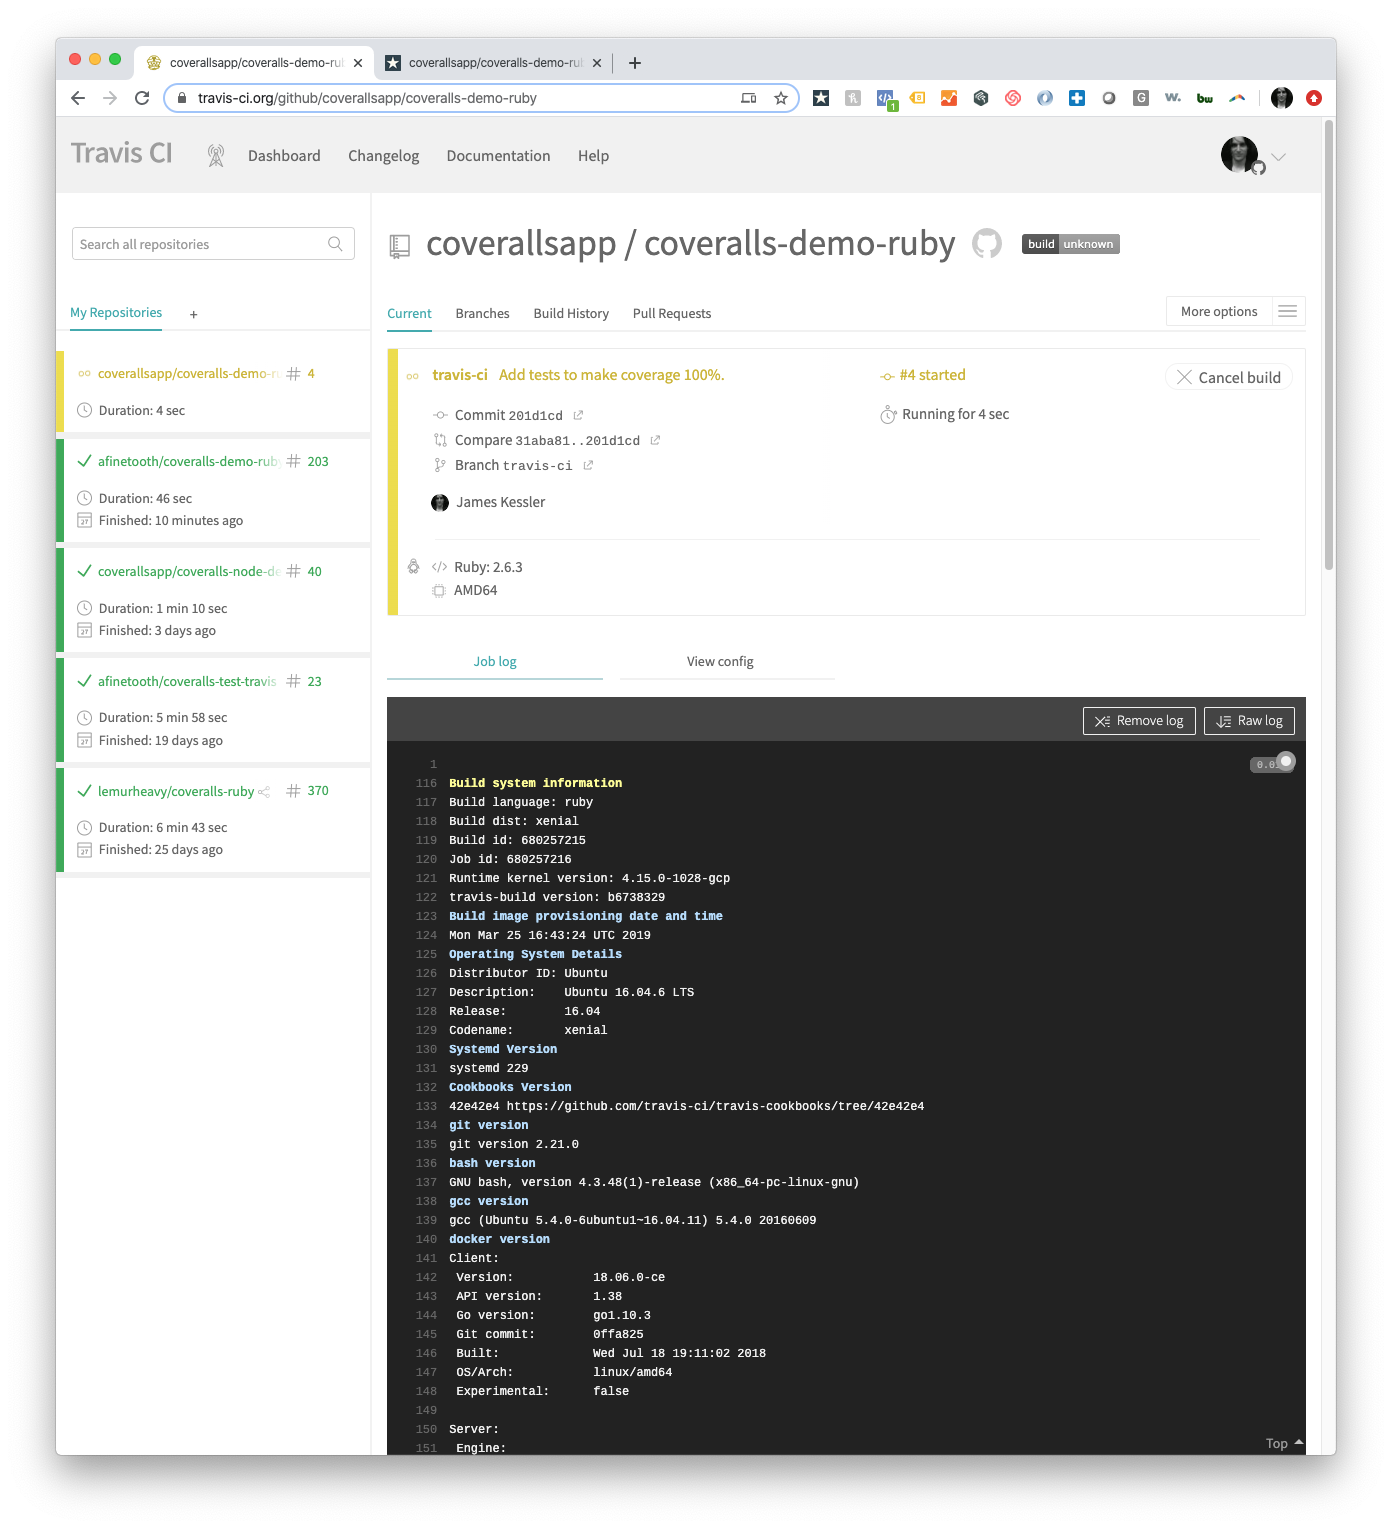 coverallsapp/coveralls-demo-rub
coverallsapp/coveralls-demo-rub
travis-ci.org/github/coverallsapp/coveralls-demo-ruby
1
Travis CI
Dashboard
Changelog
Documentation
Help
Search all repositories
My Repositories
+
coverallsapp/coveralls-demo-ru # 4
Duration: 4 sec
afinetooth/coveralls-demo-ruby # 203
Duration: 46 sec
Finished: 10 minutes ago
coverallsapp/coveralls-node-de # 40
Duration: 1 min 10 sec
Finished: 3 days ago
afinetooth/coveralls-test-travis # 23
Duration: 5 min 58 sec
Finished: 19 days ago
lemurheavy/coveralls-ruby # 370
Duration: 6 min 43 sec
Finished: 25 days ago
coverallsapp / coveralls-demo-ruby
build unknown
Current
Branches
Build History
Pull Requests
More options
travis-ci Add tests to make coverage 100%.
#4 started
Cancel build
Commit 201d1cd
Running for 4 sec
Compare 31aba81..201d1cd
Branch travis-ci
James Kessler
Ruby: 2.6.3
AMD64
Job log
View config
Remove log
Raw log
1
116 Build system information
117 Build language: ruby
118 Build dist: xenial
119 Build id: 680257215
120 Job id: 680257216
121 Runtime kernel version: 4.15.0-1028-gcp
122 travis-build version: b6738329
123 Build image provisioning date and time
124 Mon Mar 25 16:43:24 UTC 2019
125 Operating System Details
126 Distributor ID: Ubuntu
127 Description: Ubuntu 16.04.6 LTS
128 Release: 16.04
129 Codename: xenial
130 Systemd Version
131 systemd 229
132 Cookbooks Version
133 42e42e4 https://github.com/travis-ci/travis-cookbooks/tree/42e42e4
134 git version
135 git version 2.21.0
136 bash version
137 GNU bash, version 4.3.48(1)-release (x86_64-pc-linux-gnu)
138 gcc version
139 gcc (Ubuntu 5.4.0-6ubuntu1~16.04.11) 5.4.0 20160609
140 docker version
141 Client:
142 Version: 18.06.0-ce
143 API version: 1.38
144 Go version: go1.10.3
145 Git commit: 0ffa825
146 Built: Wed Jul 18 19:11:02 2018
147 OS/Arch: linux/amd64
148 Experimental: false
149
150 Server:
151 Engine:
Top